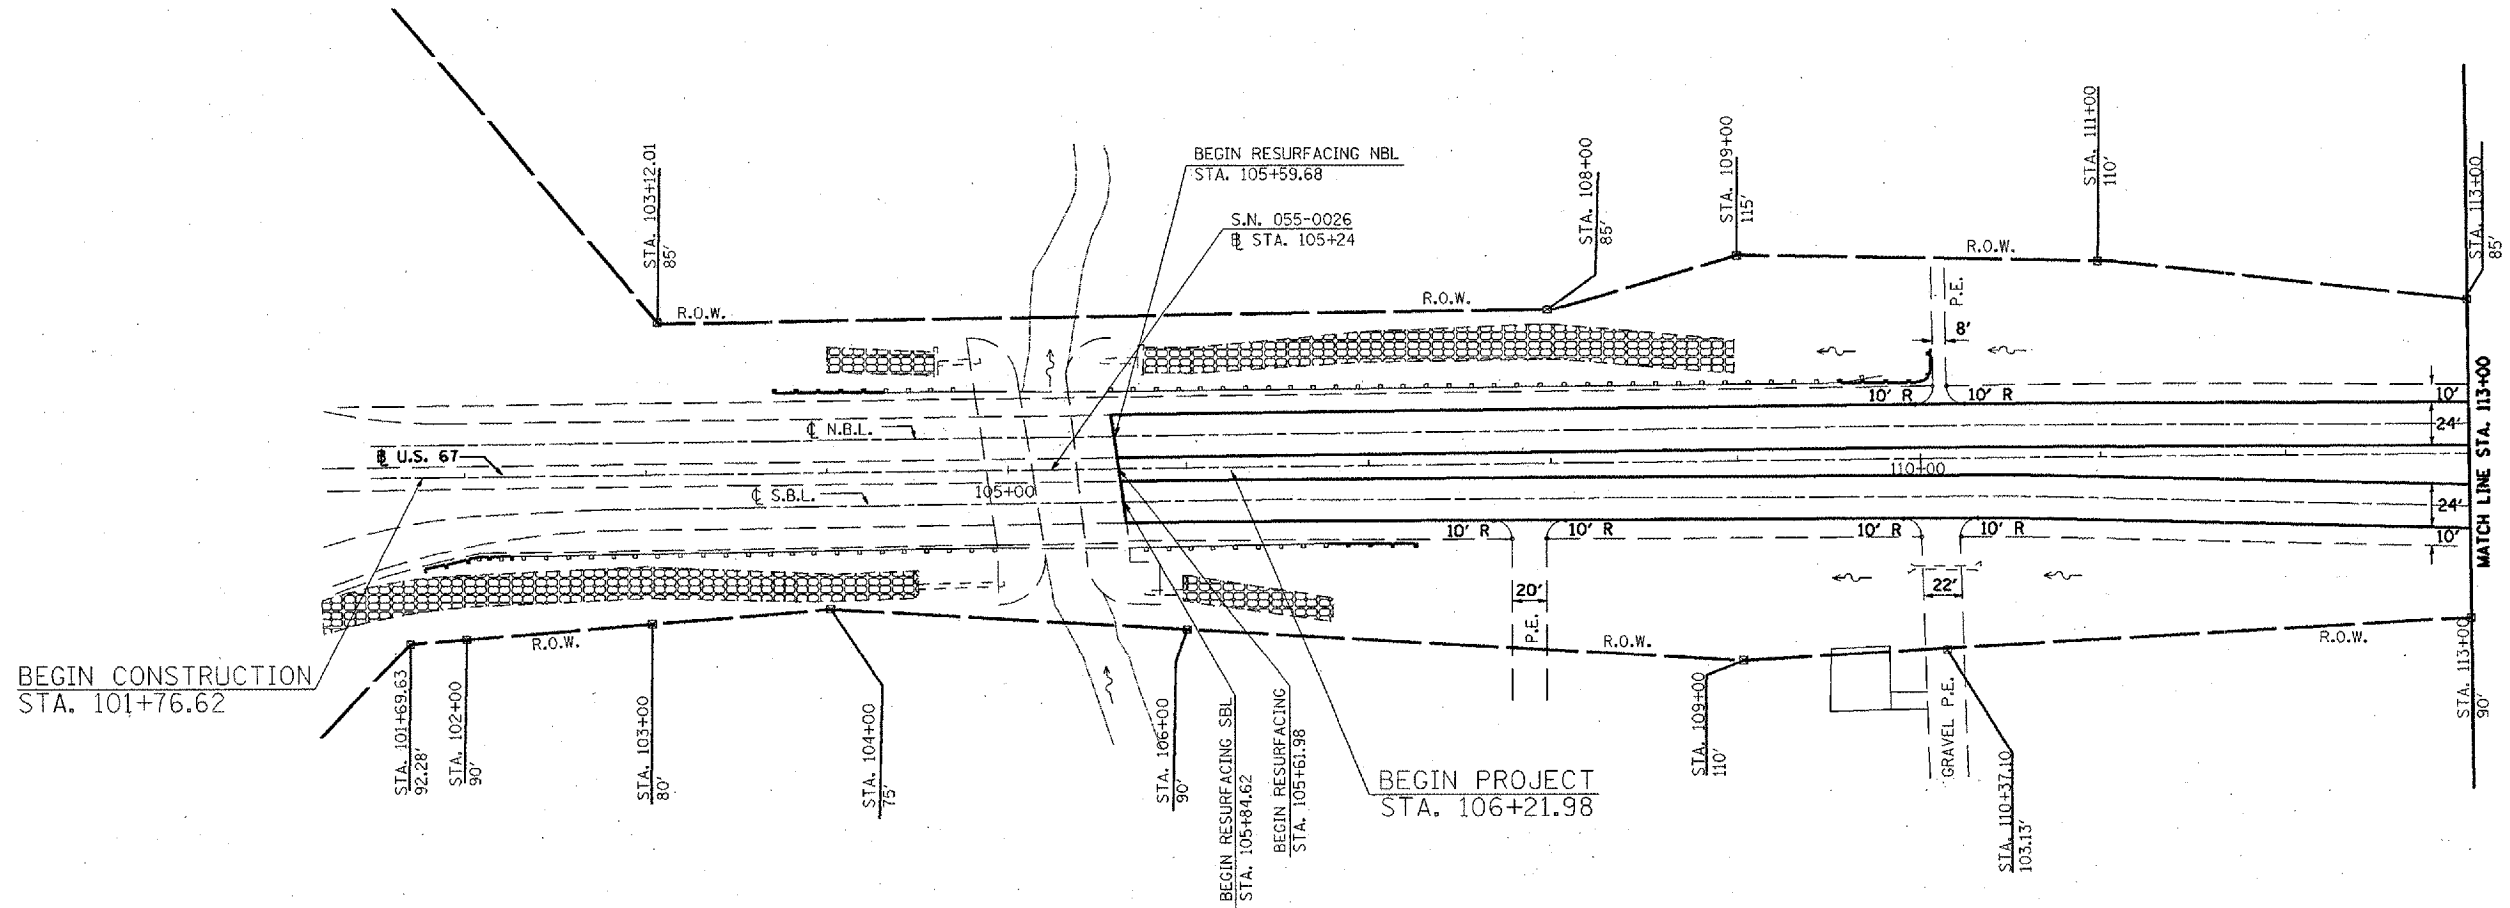 STA. 103+12.01
85'
BEGIN RESURFACING NBL
STA. 105+59.68
S.N. 055-0026
STA. 105+24
STA. 108+00
85'
STA. 109+00
115'
STA. 111+00
110'
STA. 113+00
85'
R.O.W.
R.O.W.
R.O.W.
P.E.
8'
10' R
10' R
10'
24'
MATCH LINE STA. 113+00
℄ N.B.L.
U.S. 67
℄ S.B.L.
105+00
110+00
24'
10'
10' R
10' R
10' R
10' R
20'
P.E.
22'
GRAVEL P.E.
R.O.W.
R.O.W.
R.O.W.
BEGIN CONSTRUCTION
STA. 101+76.62
STA. 101+69.63
92.28'
STA. 102+00
90'
STA. 103+00
80'
STA. 104+00
75'
STA. 106+00
90'
BEGIN RESURFACING SBL
STA. 105+84.62
BEGIN RESURFACING
STA. 105+61.98
BEGIN PROJECT
STA. 106+21.98
STA. 109+00
110'
STA. 110+37.10
103.13'
STA. 113+00
90'